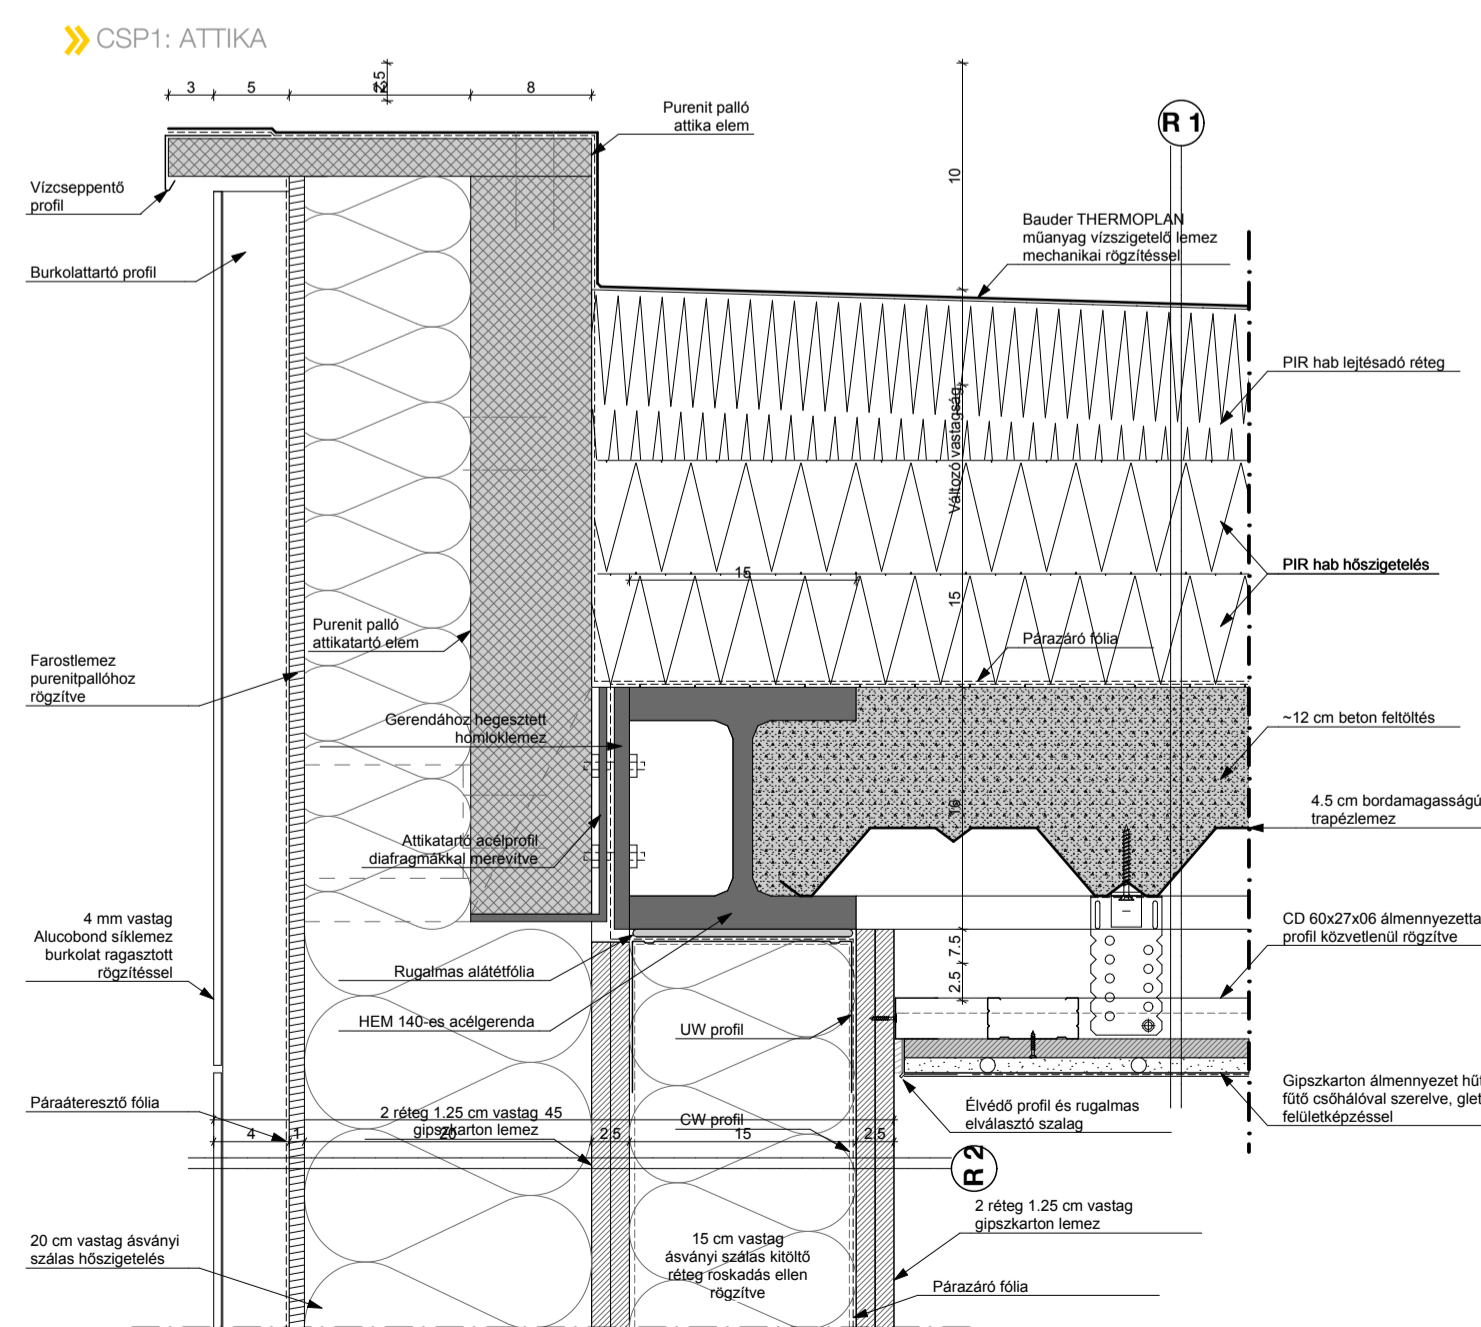 CSP1: ATTIKA
3
5
8
2.5
Purenit palló
attika elem
R 1
Vízcseppentő
profil
10
Bauder THERMOPLAN
műanyag vízszigetelő lemez
mechanikai rögzítéssel
Burkolattartó profil
PIR hab lejtésadó réteg
Változó vastagság
PIR hab hőszigetelés
15
15
Purenit palló
attikatartó elem
Párazáró fólia
Farostlemez
purenitpallóhoz
rögzítve
Gerendához hegesztett
homloklemez
~12 cm beton feltöltés
16
4.5 cm bordamagasságú
trapézlemez
Attikatartó acélprofil
diafragmákkal merevítve
4 mm vastag
Alucobond síklemez
burkolat ragasztott
rögzítéssel
CD 60x27x06 álmennyezetta
profil közvetlenül rögzítve
7.5
2.5
Rugalmas alátétfólia
HEM 140-es acélgerenda
UW profil
Gipszkarton álmennyezet hűt
fűtő csőhálóval szerelve, glet
felületképzéssel
Páraáteresztő fólia
2 réteg 1.25 cm vastag
gipszkarton lemez
45
CW profil
Élvédő profil és rugalmas
elválasztó szalag
4
1
20
2.5
15
2.5
R 2
2 réteg 1.25 cm vastag
gipszkarton lemez
20 cm vastag ásványi
szálas hőszigetelés
15 cm vastag
ásványi szálas kitöltő
réteg roskadás ellen
rögzítve
Párazáró fólia